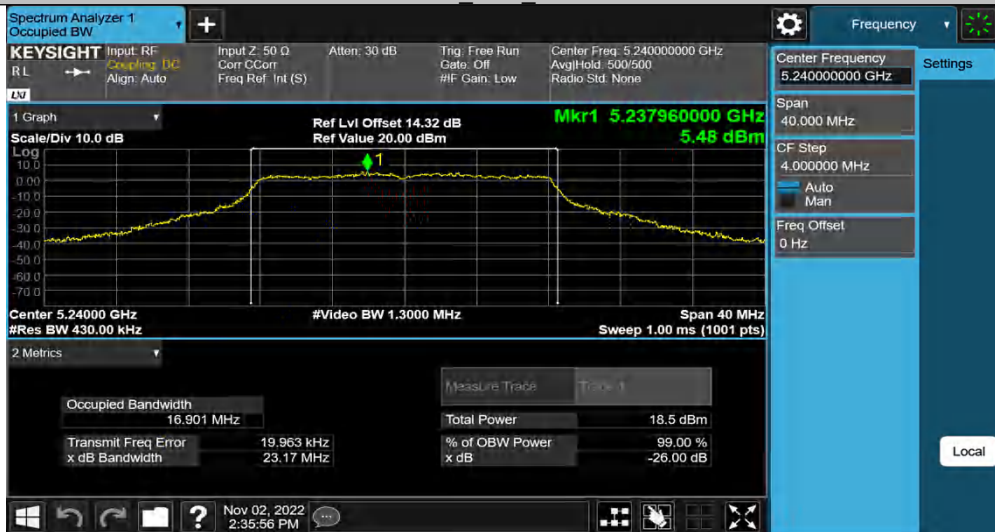 Spectrum Analyzer 1
Occupied BW
+
Frequency
KEYSIGHT
RL
LXI
Input: RF
Coupling: DC
Align: Auto
Input Z: 50 Ω
Corr CCorr
Freq Ref: Int (S)
Atten: 30 dB
Trig: Free Run
Gate: Off
#IF Gain: Low
Center Freq: 5.240000000 GHz
Avg|Hold: 500/500
Radio Std: None
Center Frequency
5.240000000 GHz
Settings
Span
40.000 MHz
CF Step
4.000000 MHz
Auto
Man
Freq Offset
0 Hz
1 Graph
Scale/Div 10.0 dB
Ref Lvl Offset 14.32 dB
Ref Value 20.00 dBm
Mkr1 5.237960000 GHz
5.48 dBm
Log
10.0
0.00
-10.0
-20.0
-30.0
-40.0
-50.0
-60.0
-70.0
1
Center 5.24000 GHz
#Video BW 1.3000 MHz
Span 40 MHz
#Res BW 430.00 kHz
Sweep 1.00 ms (1001 pts)
2 Metrics
Measure Trace
Trace 1
Occupied Bandwidth
16.901 MHz
Total Power
18.5 dBm
Transmit Freq Error
19.963 kHz
% of OBW Power
99.00 %
x dB Bandwidth
23.17 MHz
x dB
-26.00 dB
Local
?
Nov 02, 2022
2:35:56 PM